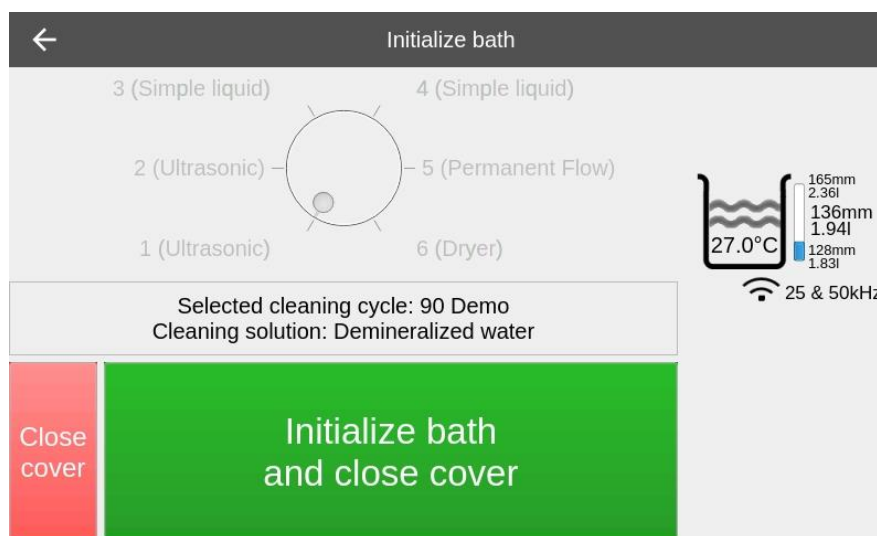 Initialize bath
3 (Simple liquid)
4 (Simple liquid)
2 (Ultrasonic)
5 (Permanent Flow)
1 (Ultrasonic)
6 (Dryer)
165mm
2.36l
136mm
1.94l
27.0°C
128mm
1.83l
25 & 50kHz
Selected cleaning cycle: 90 Demo
Cleaning solution: Demineralized water
Close
cover
Initialize bath
and close cover